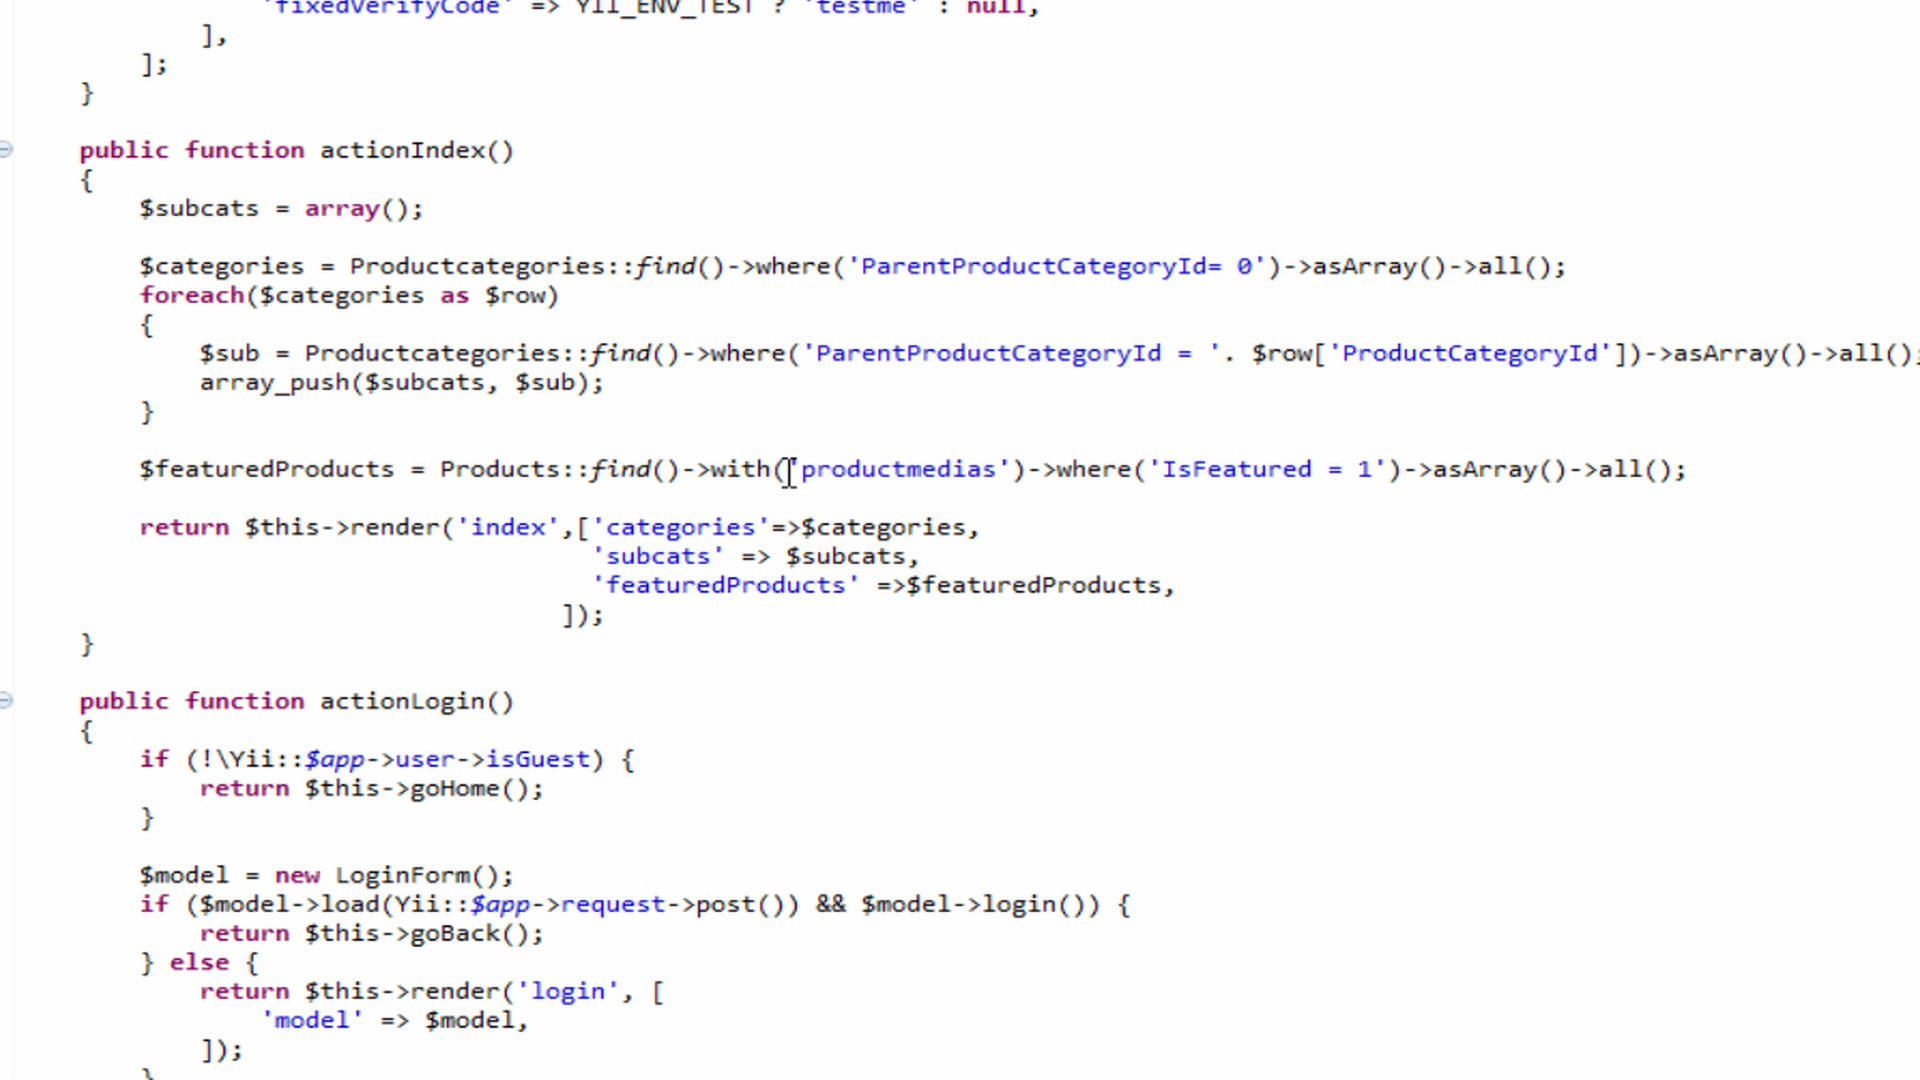 'fixedVerifyCode' => YII_ENV_TEST ? 'testme' : null,
],
];
}
public function actionIndex()
{
$subcats = array();
$categories = Productcategories::find()->where('ParentProductCategoryId= 0')->asArray()->all();
foreach($categories as $row)
{
$sub = Productcategories::find()->where('ParentProductCategoryId = '. $row['ProductCategoryId'])->asArray()->all();
array_push($subcats, $sub);
}
$featuredProducts = Products::find()->with('productmedias')->where('IsFeatured = 1')->asArray()->all();
return $this->render('index',['categories'=>$categories,
'subcats' => $subcats,
'featuredProducts' =>$featuredProducts,
]);
}
public function actionLogin()
{
if (!\Yii::$app->user->isGuest) {
return $this->goHome();
}
$model = new LoginForm();
if ($model->load(Yii::$app->request->post()) && $model->login()) {
return $this->goBack();
} else {
return $this->render('login', [
'model' => $model,
]);
}